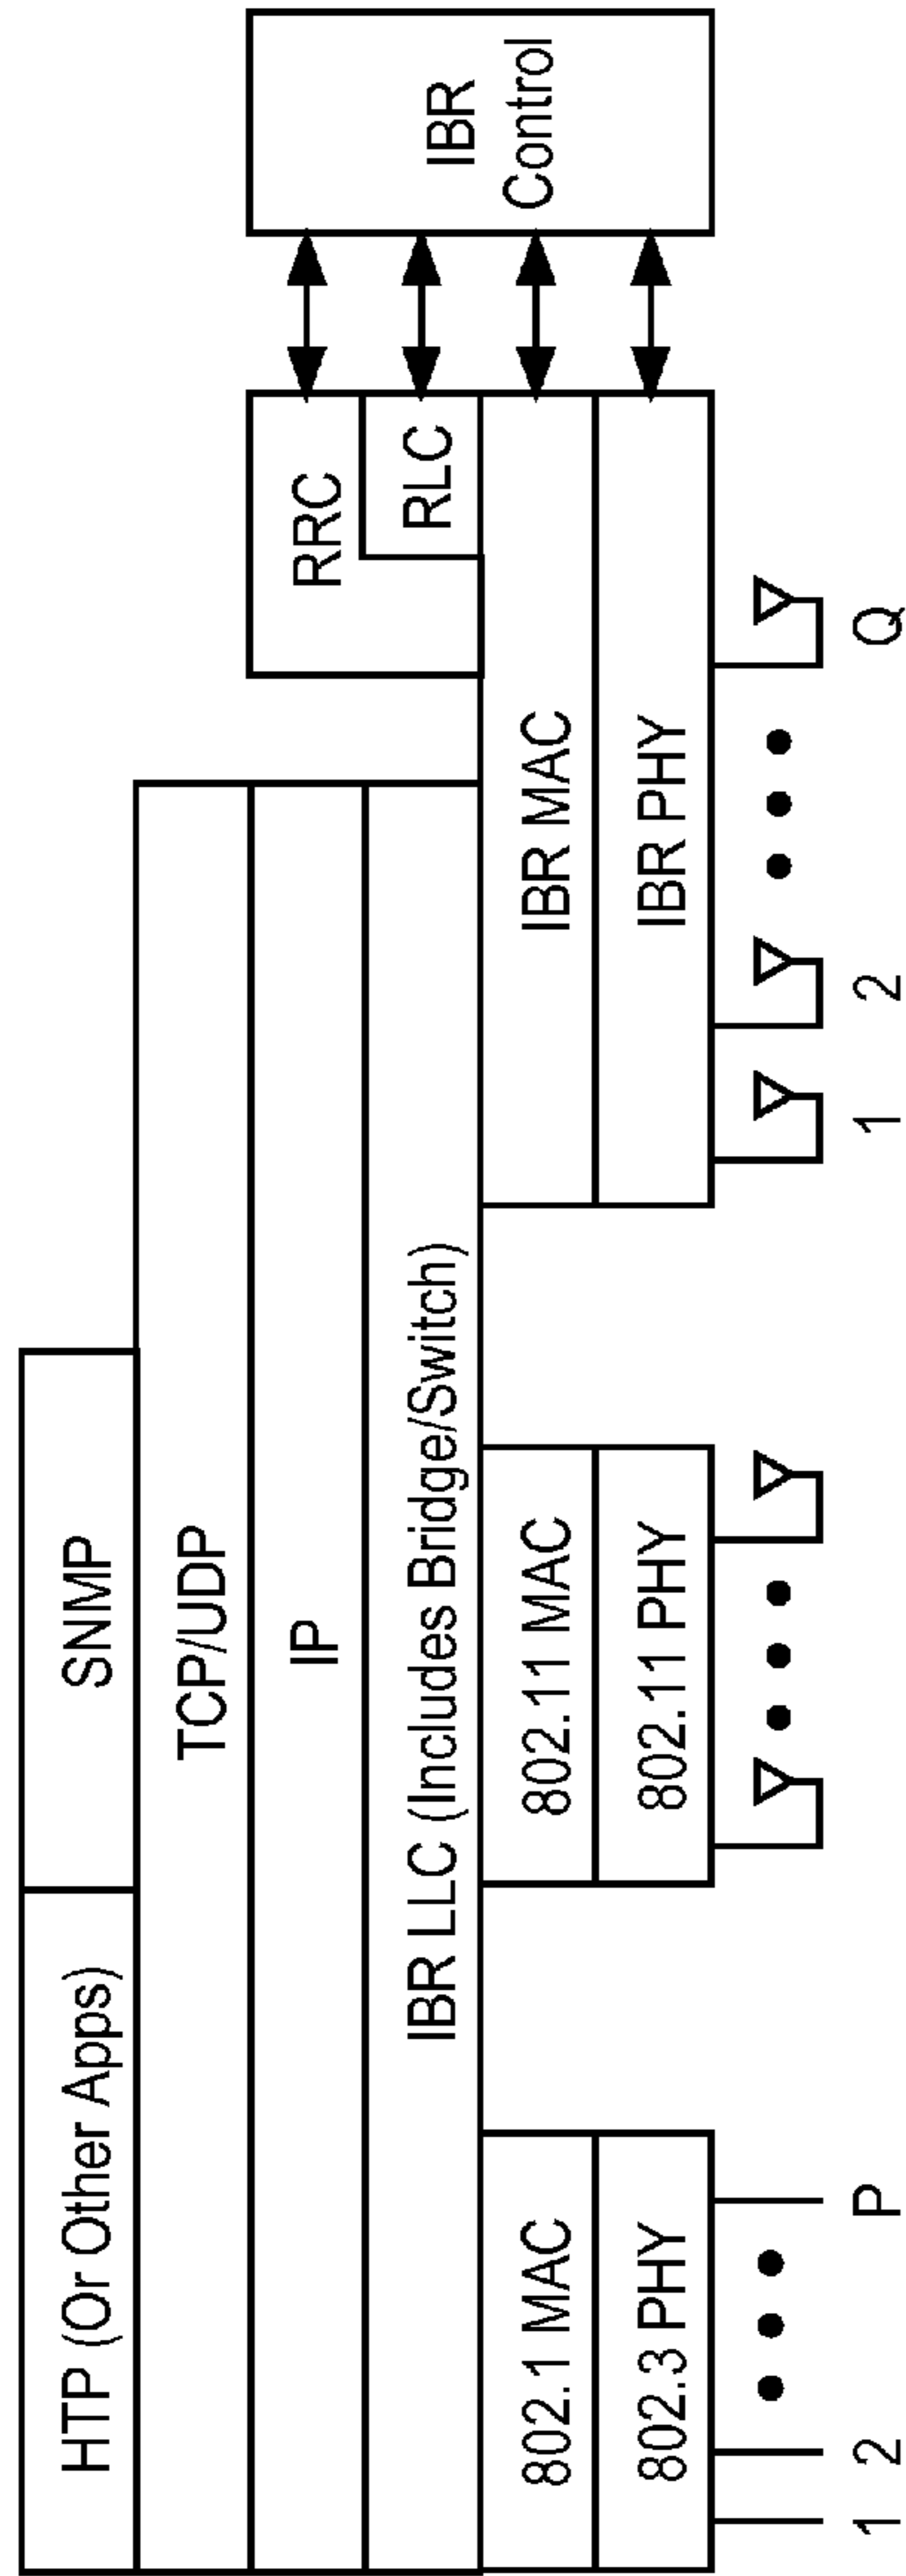 HTP (Or Other Apps)
SNMP
TCP/UDP
IP
IBR LLC (Includes Bridge/Switch)
RRC
RLC
IBR
Control
802.1 MAC
802.3 PHY
802.11 MAC
802.11 PHY
IBR MAC
IBR PHY
1 2 P
1 2 Q